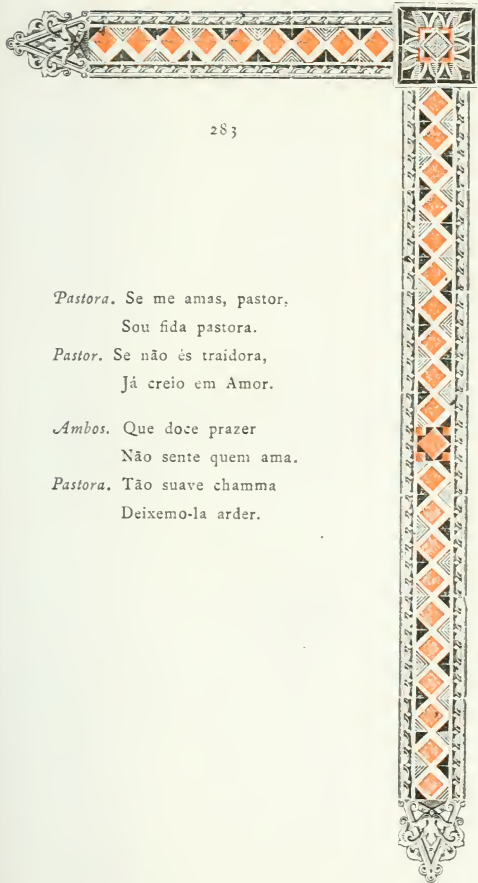 283
Pastora. Se me amas, pastor,
Sou fida pastora.
Pastor. Se não és traidora,
Já creio em Amor.
Ambos. Que doce prazer
Não sente quem ama.
Pastora. Tão suave chamma
Deixemo-la arder.